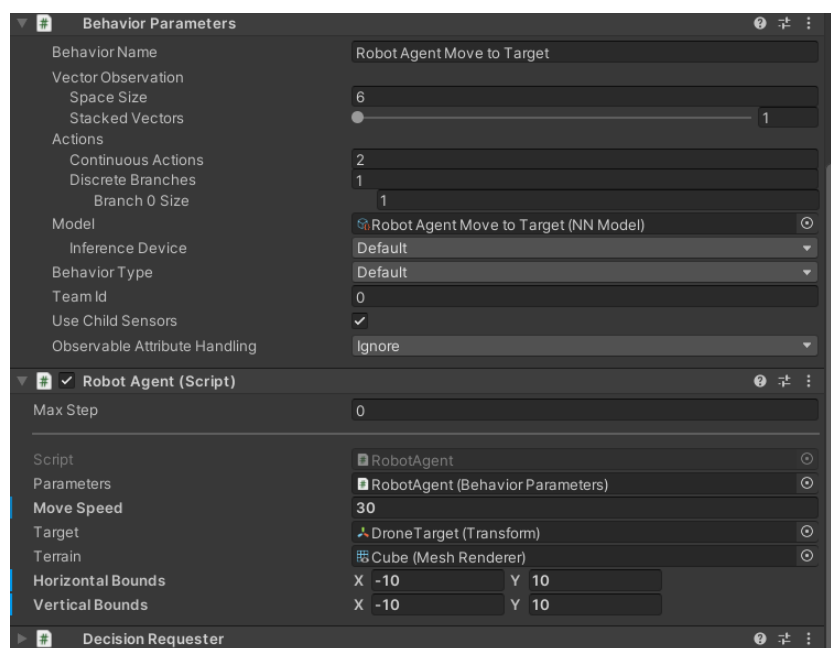 # Behavior Parameters
Behavior Name Robot Agent Move to Target
Vector Observation
Space Size 6
Stacked Vectors 1
Actions
Continuous Actions 2
Discrete Branches 1
Branch 0 Size 1
Model Robot Agent Move to Target (NN Model)
Inference Device Default
Behavior Type Default
Team Id 0
Use Child Sensors
Observable Attribute Handling Ignore
# Robot Agent (Script)
Max Step 0
Script # RobotAgent
Parameters # RobotAgent (Behavior Parameters)
Move Speed 30
Target DroneTarget (Transform)
Terrain Cube (Mesh Renderer)
Horizontal Bounds X -10 Y 10
Vertical Bounds X -10 Y 10
# Decision Requester